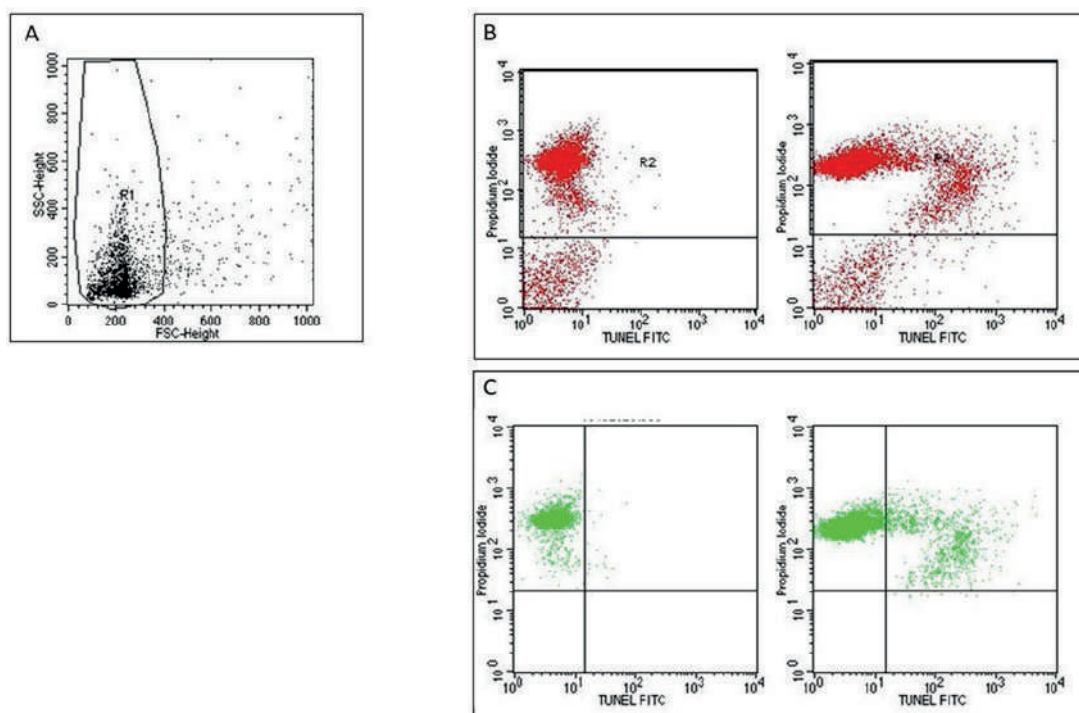 A
SSC-Height
1000
800
600
400
200
0
R1
0 200 400 600 800 1000
FSC-Height
B
Propidium Iodide
10^4
10^3
10^2
10^1
10^0
R2
10^0 10^1 10^2 10^3 10^4
TUNEL FITC
Propidium Iodide
10^4
10^3
10^2
10^1
10^0
10^0 10^1 10^2 10^3 10^4
TUNEL FITC
C
Propidium Iodide
10^4
10^3
10^2
10^1
10^0
10^0 10^1 10^2 10^3 10^4
TUNEL FITC
Propidium Iodide
10^4
10^3
10^2
10^1
10^0
10^0 10^1 10^2 10^3 10^4
TUNEL FITC